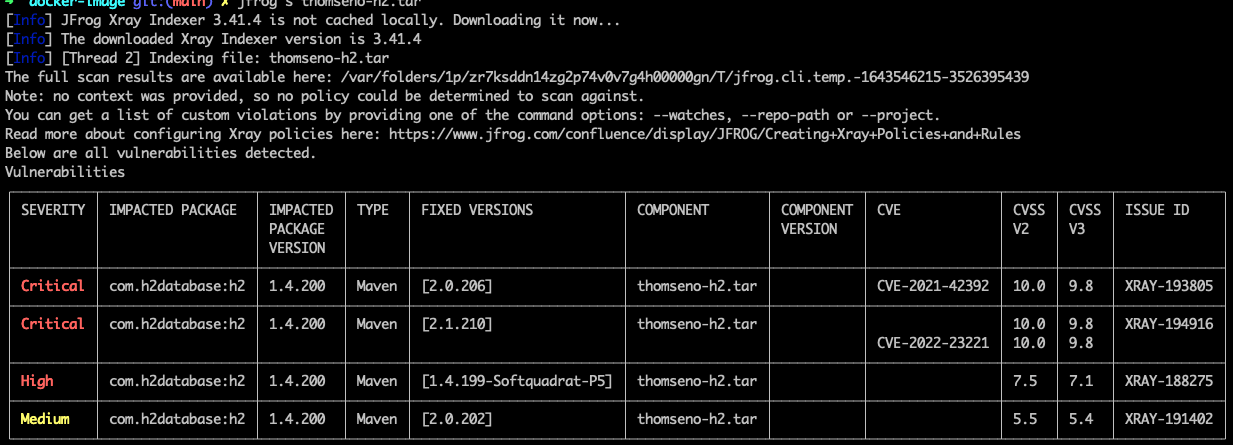 ➜ docker-image git:(main) ✗ jfrog s thomseno-h2.tar
[Info] JFrog Xray Indexer 3.41.4 is not cached locally. Downloading it now...
[Info] The downloaded Xray Indexer version is 3.41.4
[Info] [Thread 2] Indexing file: thomseno-h2.tar
The full scan results are available here: /var/folders/1p/zr7ksddn14zg2p74v0v7g4h00000gn/T/jfrog.cli.temp.-1643546215-3526395439
Note: no context was provided, so no policy could be determined to scan against.
You can get a list of custom violations by providing one of the command options: --watches, --repo-path or --project.
Read more about configuring Xray policies here: https://www.jfrog.com/confluence/display/JFROG/Creating+Xray+Policies+and+Rules
Below are all vulnerabilities detected.
Vulnerabilities
SEVERITY IMPACTED PACKAGE IMPACTED TYPE FIXED VERSIONS COMPONENT COMPONENT CVE CVSS CVSS ISSUE ID
PACKAGE VERSION V2 V3
VERSION
Critical com.h2database:h2 1.4.200 Maven [2.0.206] thomseno-h2.tar CVE-2021-42392 10.0 9.8 XRAY-193805
Critical com.h2database:h2 1.4.200 Maven [2.1.210] thomseno-h2.tar 10.0 9.8 XRAY-194916
CVE-2022-23221 10.0 9.8
High com.h2database:h2 1.4.200 Maven [1.4.199-Softquadrat-P5] thomseno-h2.tar 7.5 7.1 XRAY-188275
Medium com.h2database:h2 1.4.200 Maven [2.0.202] thomseno-h2.tar 5.5 5.4 XRAY-191402